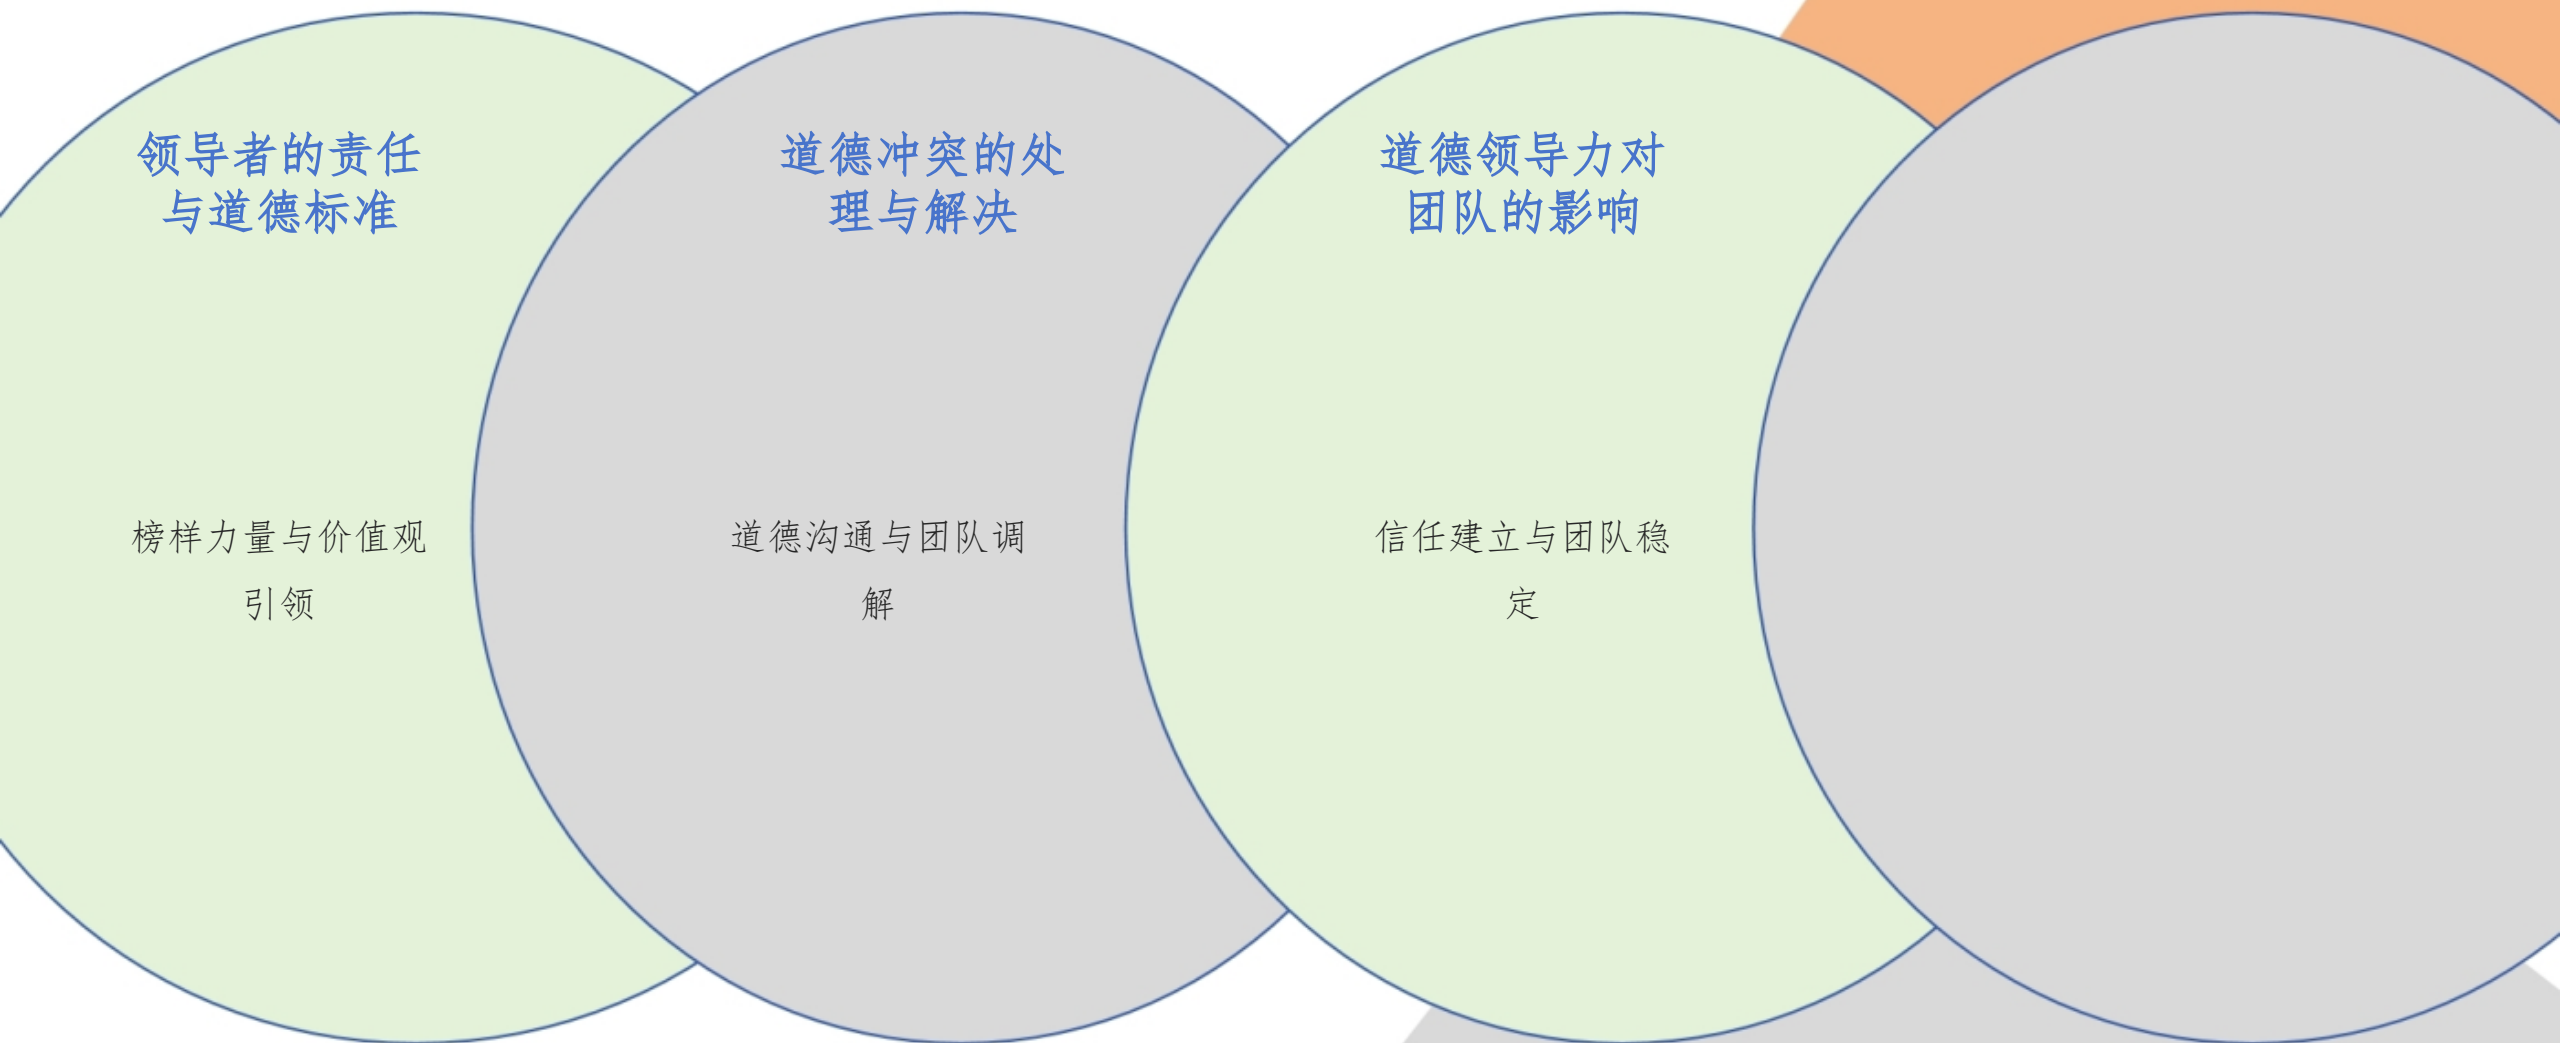 领导者的责任
与道德标准
榜样力量与价值观
引领
道德冲突的处
理与解决
道德沟通与团队调
解
道德领导力对
团队的影响
信任建立与团队稳
定